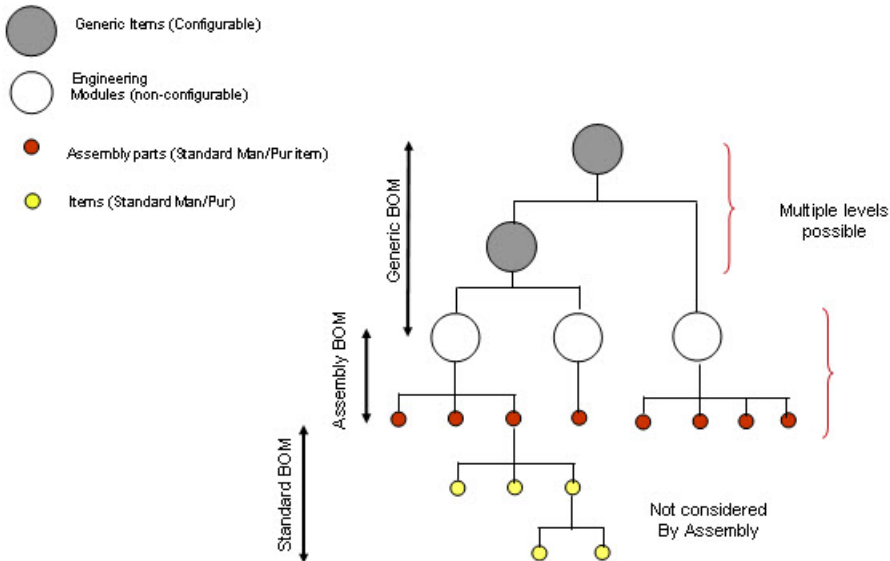 Generic Items (Configurable)
Engineering
Modules (non-configurable)
Assembly parts (Standard Man/Pur item)
Items (Standard Man/Pur)
Generic BOM
Assembly BOM
Standard BOM
Multiple levels
possible
Not considered
By Assembly